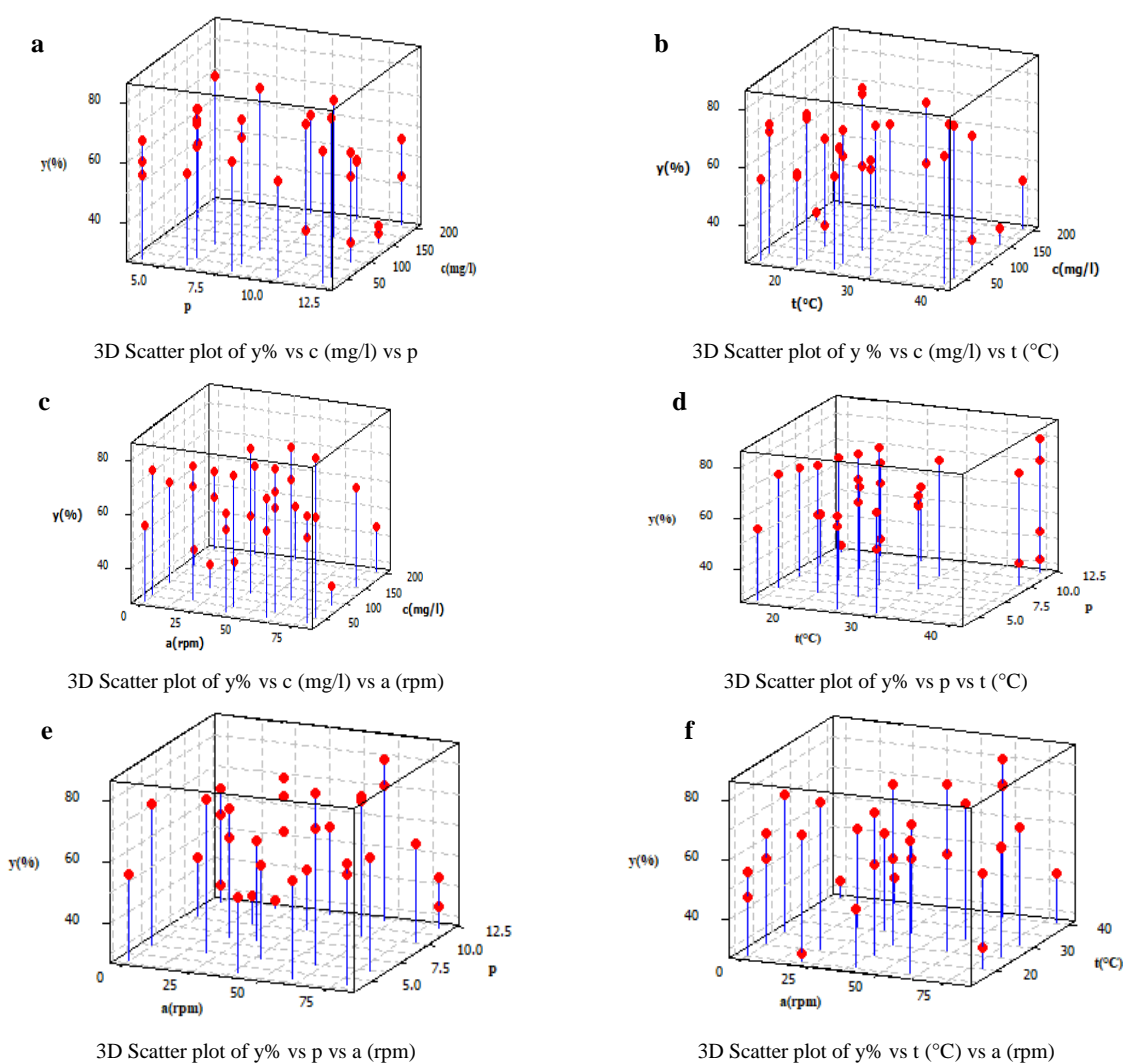 a
b
80
60
40
y(%)
5.0
7.5
10.0
12.5
p
50
100
150
200
c(mg/l)
80
60
40
y(%)
20
30
40
t(°C)
50
100
150
200
c(mg/l)
3D Scatter plot of y% vs c (mg/l) vs p
3D Scatter plot of y % vs c (mg/l) vs t (°C)
c
d
80
60
40
y(%)
0
25
50
75
a(rpm)
50
100
150
200
c(mg/l)
80
60
40
y(%)
20
30
40
t(°C)
5.0
7.5
10.0
12.5
p
3D Scatter plot of y% vs c (mg/l) vs a (rpm)
3D Scatter plot of y% vs p vs t (°C)
e
f
80
60
40
y(%)
0
25
50
75
a(rpm)
5.0
7.5
10.0
12.5
p
80
60
40
y(%)
0
25
50
75
a(rpm)
20
30
40
t(°C)
3D Scatter plot of y% vs p vs a (rpm)
3D Scatter plot of y% vs t (°C) vs a (rpm)